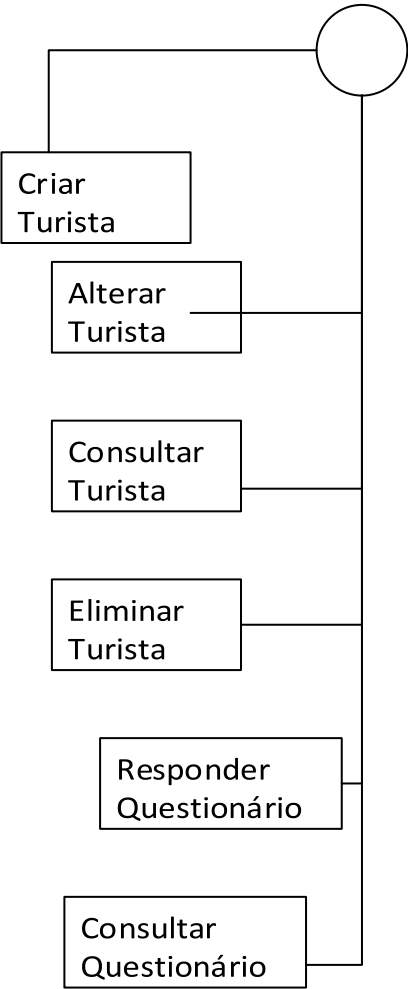 Criar
Turista
Alterar
Turista
Consultar
Turista
Eliminar
Turista
Responder
Questionário
Consultar
Questionário